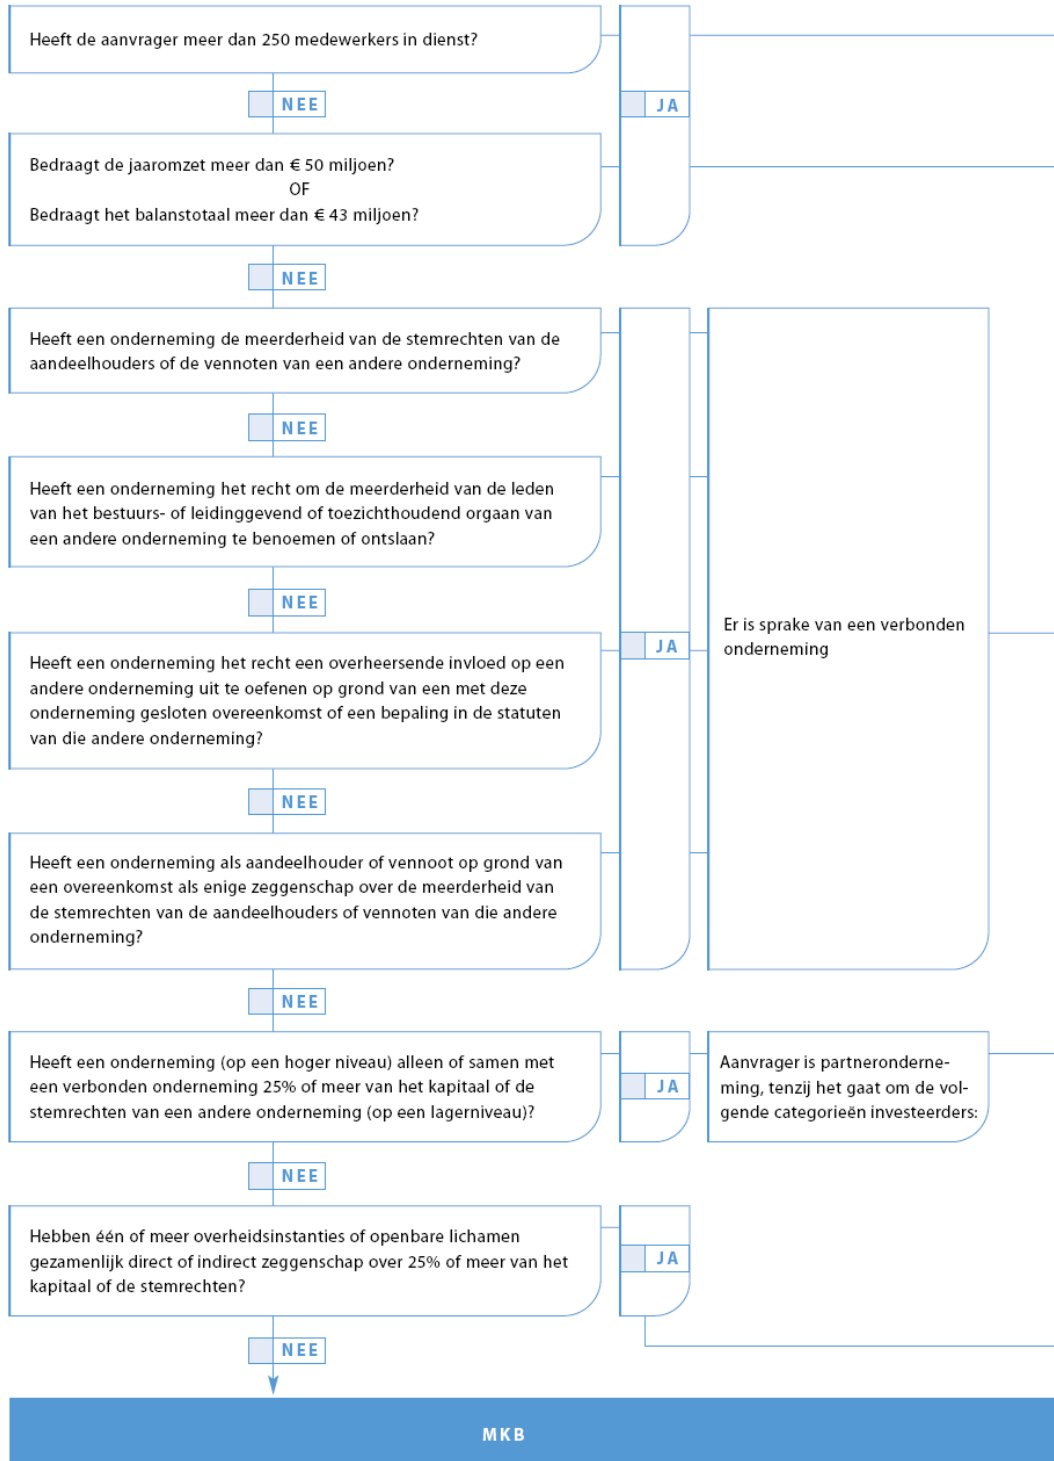 Heeft de aanvrager meer dan 250 medewerkers in dienst?
NEE
JA
Bedraagt de jaaromzet meer dan € 50 miljoen?
OF
Bedraagt het balanstotaal meer dan € 43 miljoen?
NEE
Heeft een onderneming de meerderheid van de stemrechten van de
aandeelhouders of de vennoten van een andere onderneming?
NEE
Heeft een onderneming het recht om de meerderheid van de leden
van het bestuurs- of leidinggevend of toezichthoudend orgaan van
een andere onderneming te benoemen of ontslaan?
NEE
Heeft een onderneming het recht een overheersende invloed op een
andere onderneming uit te oefenen op grond van een met deze
onderneming gesloten overeenkomst of een bepaling in de statuten
van die andere onderneming?
JA
Er is sprake van een verbonden
onderneming
NEE
Heeft een onderneming als aandeelhouder of vennoot op grond van
een overeenkomst als enige zeggenschap over de meerderheid van
de stemrechten van de aandeelhouders of vennoten van die andere
onderneming?
NEE
Heeft een onderneming (op een hoger niveau) alleen of samen met
een verbonden onderneming 25% of meer van het kapitaal of de
stemrechten van een andere onderneming (op een lagerniveau)?
JA
Aanvrager is partneronderne-
ming, tenzij het gaat om de vol-
gende categorieën investeerders:
NEE
Hebben één of meer overheidsinstanties of openbare lichamen
gezamenlijk direct of indirect zeggenschap over 25% of meer van het
kapitaal of de stemrechten?
JA
NEE
MKB